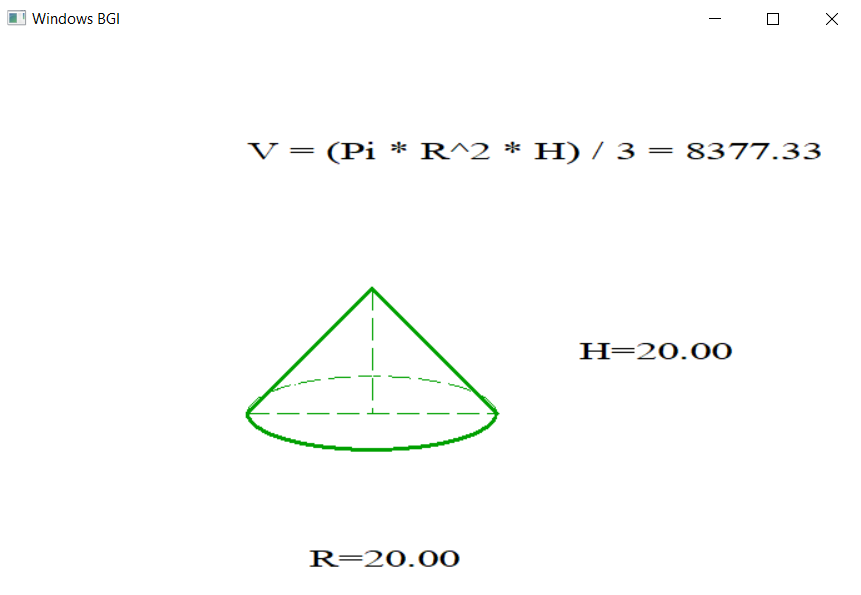 Windows BGI
V = (Pi * R^2 * H) / 3 = 8377.33
H=20.00
R=20.00